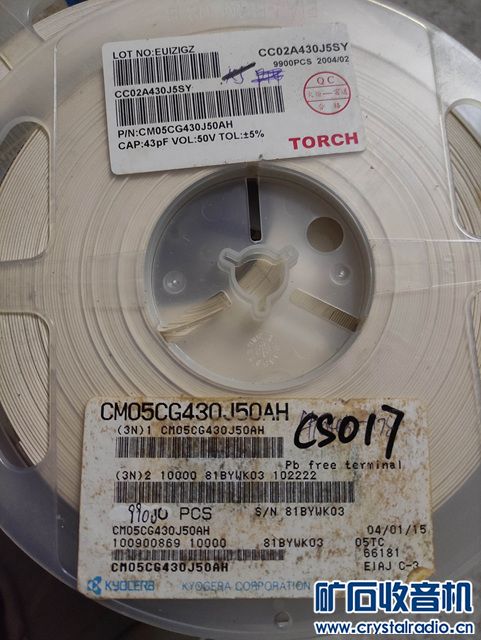 LOT NO:EUIZIGZ
CC02A430J5SY
9900PCS 2004/02
CC02A430J5SY
QC
P/N:CM05CG430J50AH
CAP:43pF VOL:50V TOL:±5%
TORCH
CM05CG430J50AH
CS017
(3N)1 CM05CG430J50AH
Pb free terminal
(3N)2 10000 81BYWK03 102222
9900 PCS
S/N 81BYWK03
CM05CG430J50AH
04/01/15
100900869 10000 81BYWK03 05TC
66181
CM05CG430J50AH
EIAJ C-3
KYOCERA KYOCERA CORPORATION
矿石收音机
www.crystalradio.cn